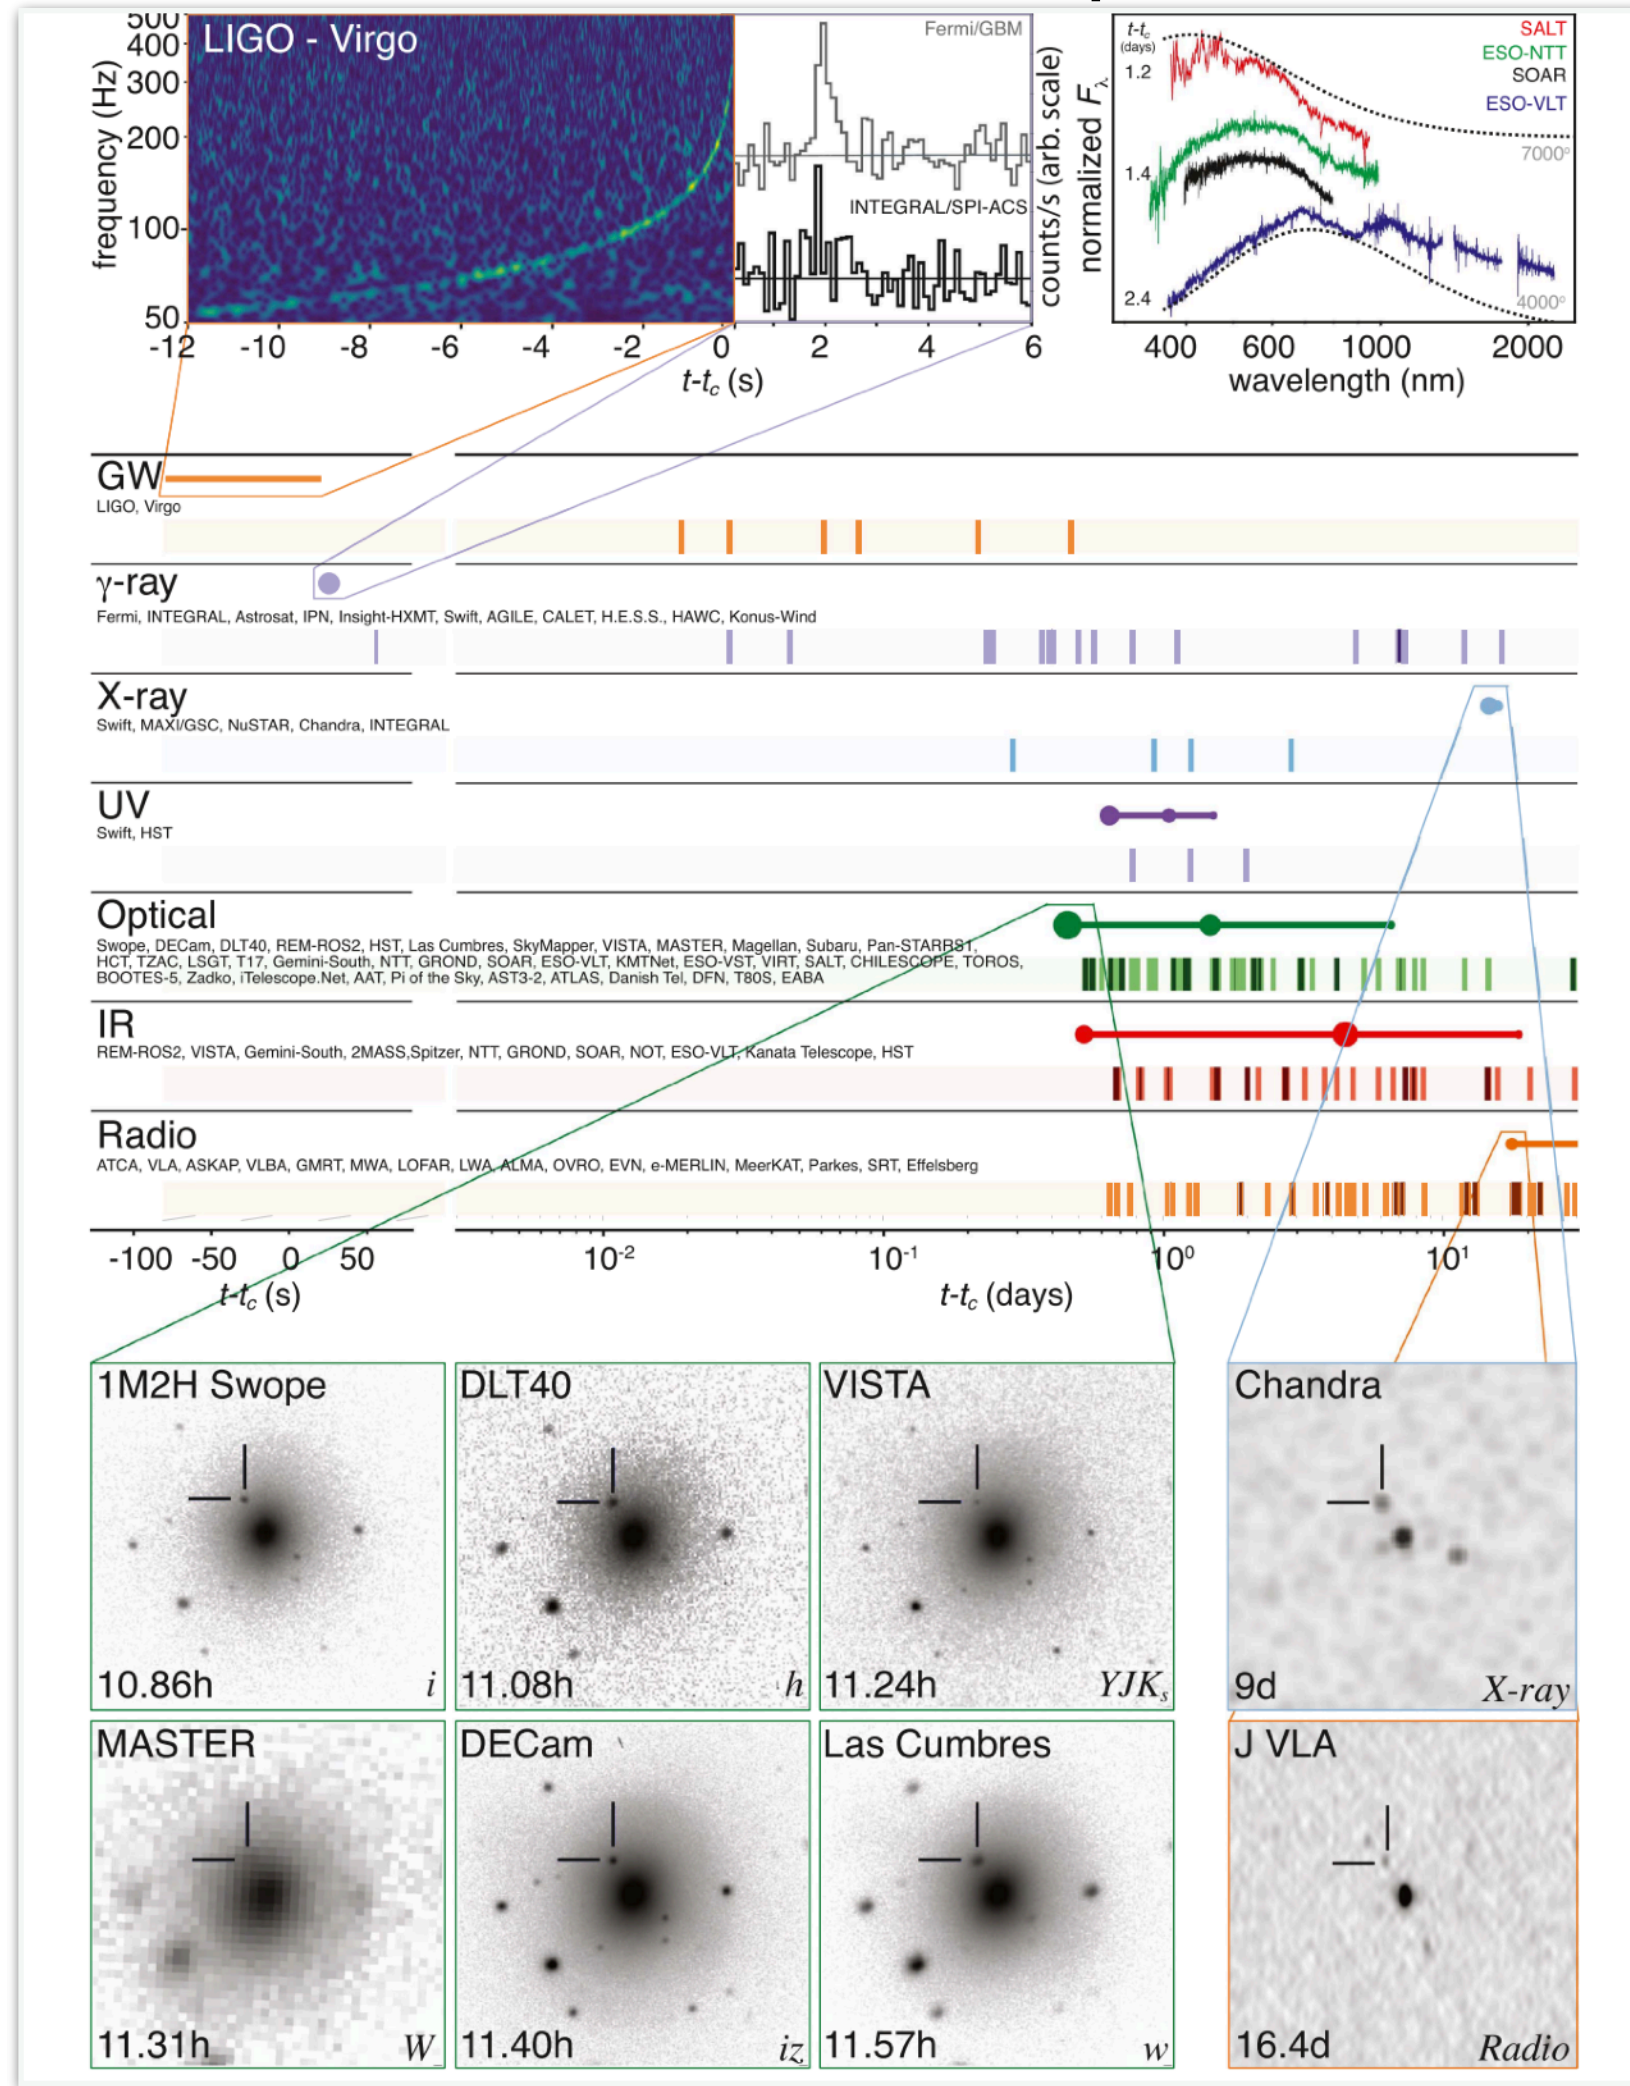 LIGO - Virgo
frequency (Hz)
500
400
300
200
100
50
-12 -10 -8 -6 -4 -2 0 2 4 6
t-tc (s)
Fermi/GBM
INTEGRAL/SPI-ACS
counts/s (arb. scale)
normalized Fλ
t-tc
(days)
1.2
1.4
2.4
SALT
ESO-NTT
SOAR
ESO-VLT
7000°
4000°
400 600 1000 2000
wavelength (nm)
GW
LIGO, Virgo
γ-ray
Fermi, INTEGRAL, Astrosat, IPN, Insight-HXMT, Swift, AGILE, CALET, H.E.S.S., HAWC, Konus-Wind
X-ray
Swift, MAXI/GSC, NuSTAR, Chandra, INTEGRAL
UV
Swift, HST
Optical
Swope, DECam, DLT40, REM-ROS2, HST, Las Cumbres, SkyMapper, VISTA, MASTER, Magellan, Subaru, Pan-STARRS1,
HCT, TZAC, LSGT, T17, Gemini-South, NTT, GROND, SOAR, ESO-VLT, KMTNet, ESO-VST, VIRT, SALT, CHILESCOPE, TOROS,
BOOTES-5, Zadko, iTelescope.Net, AAT, Pi of the Sky, AST3-2, ATLAS, Danish Tel, DFN, T80S, EABA
IR
REM-ROS2, VISTA, Gemini-South, 2MASS,Spitzer, NTT, GROND, SOAR, NOT, ESO-VLT, Kanata Telescope, HST
Radio
ATCA, VLA, ASKAP, VLBA, GMRT, MWA, LOFAR, LWA, ALMA, OVRO, EVN, e-MERLIN, MeerKAT, Parkes, SRT, Effelsberg
-100 -50 0 50 10-2 10-1 100 101
t-tc (s) t-tc (days)
1M2H Swope
10.86h i
DLT40
11.08h h
VISTA
11.24h YJKs
Chandra
9d X-ray
MASTER
11.31h W
DECam
11.40h iz
Las Cumbres
11.57h w
J VLA
16.4d Radio